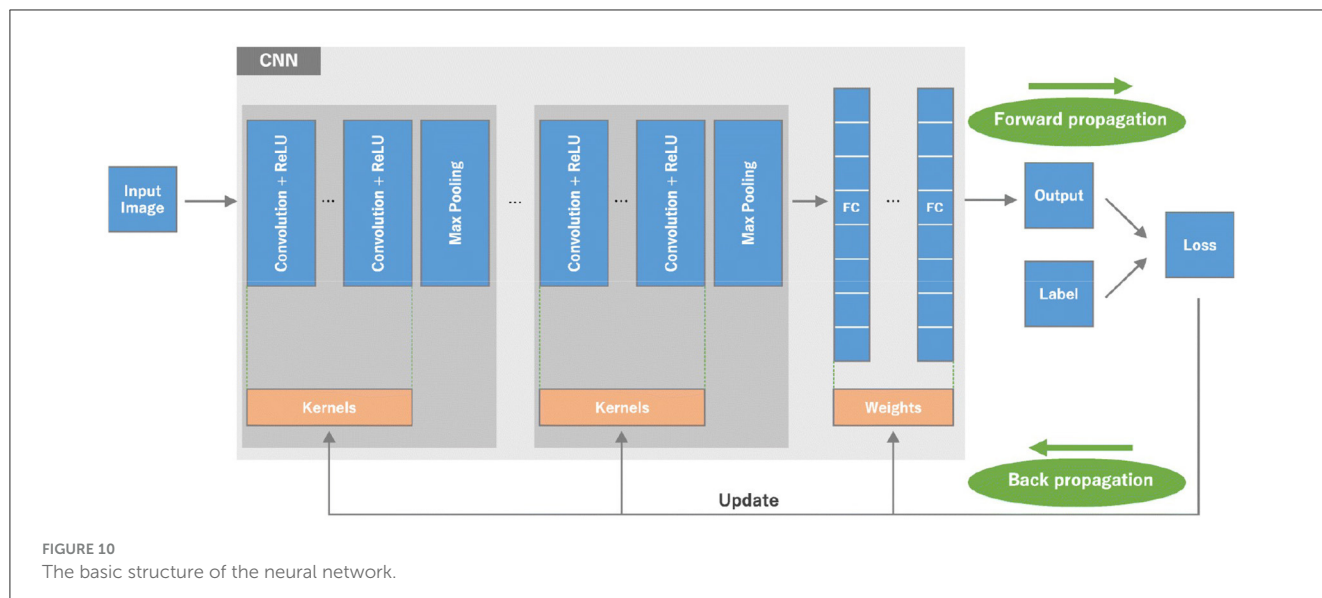 CNN
Forward propagation
Input
Image
Convolution + ReLU
...
Convolution + ReLU
Max Pooling
...
Convolution + ReLU
...
Convolution + ReLU
Max Pooling
FC
...
FC
Output
Label
Loss
Kernels
Kernels
Weights
Back propagation
Update
FIGURE 10
The basic structure of the neural network.